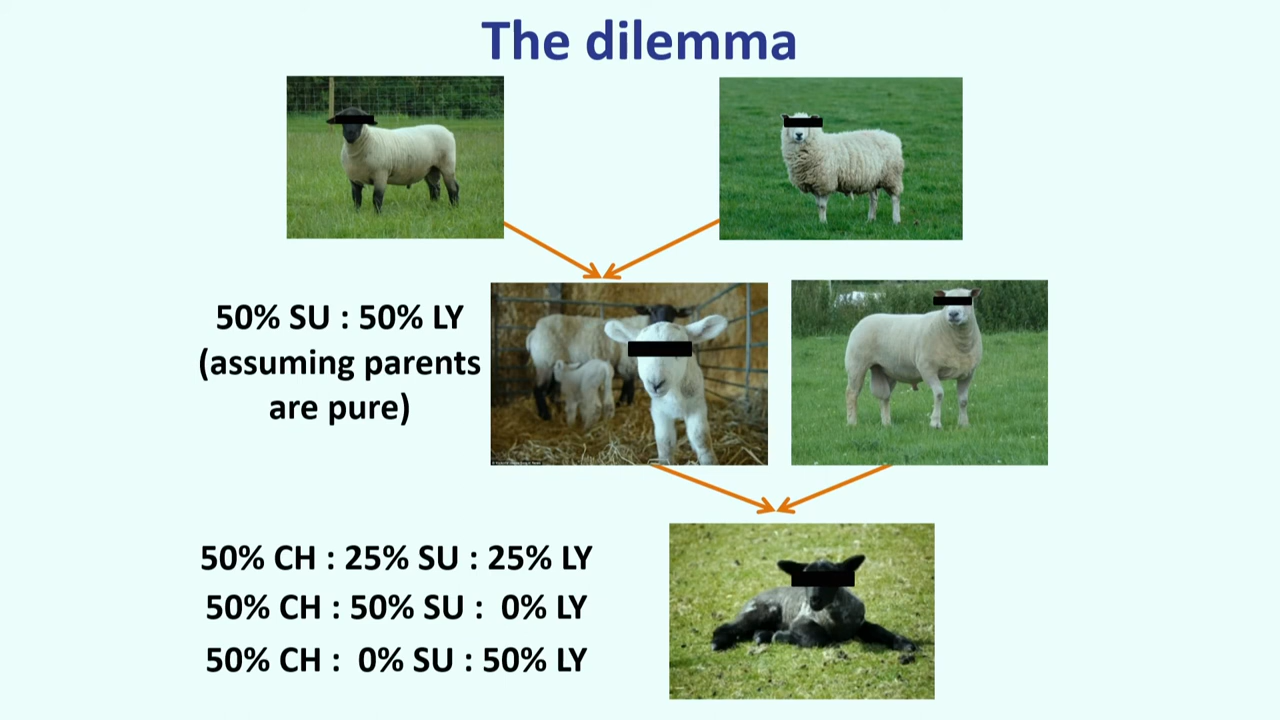 The dilemma
50% SU : 50% LY
(assuming parents
are pure)
50% CH : 25% SU : 25% LY
50% CH : 50% SU :  0% LY
50% CH :  0% SU : 50% LY